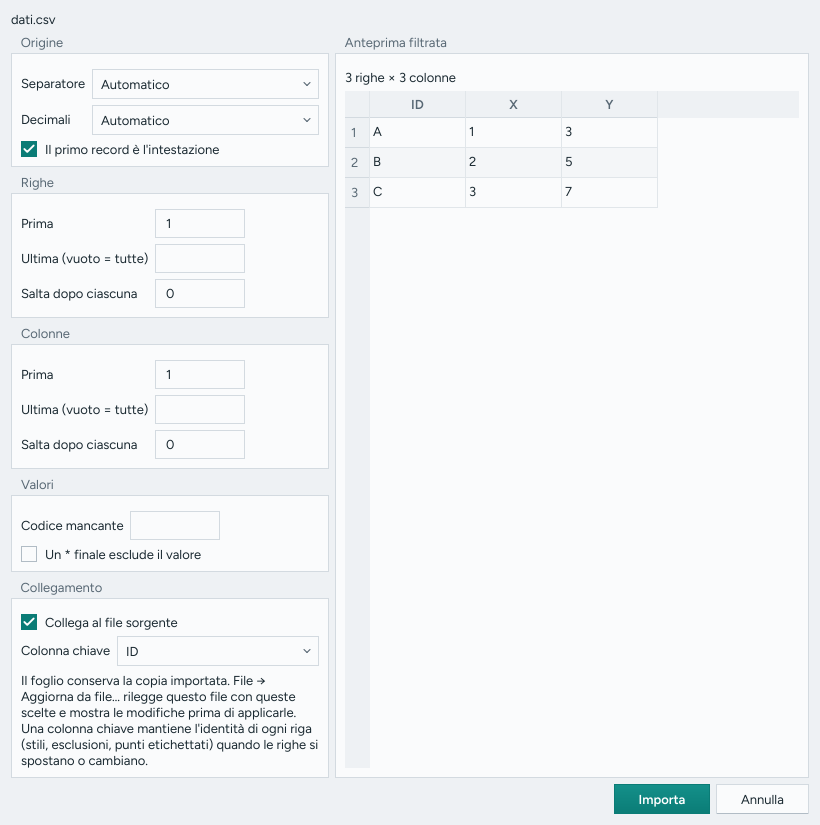 dati.csv
Origine
Separatore Automatico
Decimali Automatico
Il primo record è l'intestazione
Righe
Prima 1
Ultima (vuoto = tutte)
Salta dopo ciascuna 0
Colonne
Prima 1
Ultima (vuoto = tutte)
Salta dopo ciascuna 0
Valori
Codice mancante
Un * finale esclude il valore
Collegamento
Collega al file sorgente
Colonna chiave ID
Il foglio conserva la copia importata. File →
Aggiorna da file... rilegge questo file con queste
scelte e mostra le modifiche prima di applicarle.
Una colonna chiave mantiene l'identità di ogni riga
(stili, esclusioni, punti etichettati) quando le righe si
spostano o cambiano.
Anteprima filtrata
3 righe × 3 colonne
ID X Y
1 A 1 3
2 B 2 5
3 C 3 7
Importa Annulla